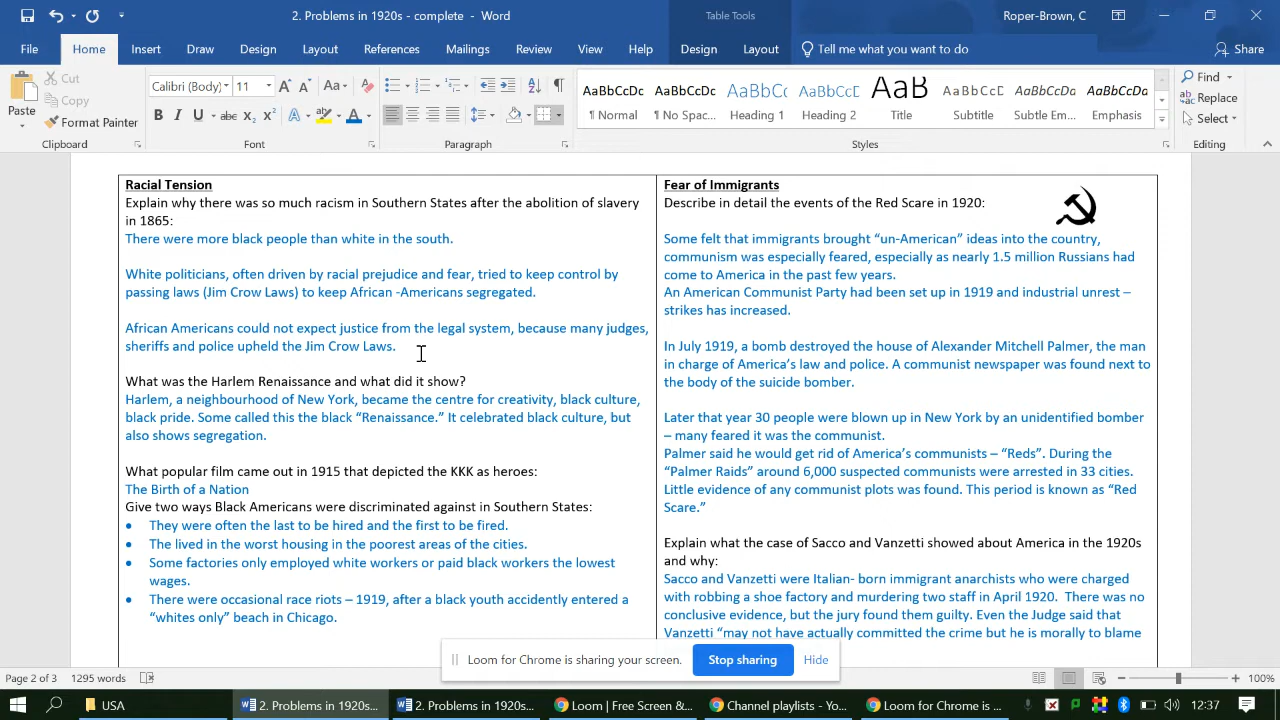 2. Problems in 1920s - complete - Word
Table Tools
Roper-Brown, C
File
Home
Insert
Draw
Design
Layout
References
Mailings
Review
View
Help
Design
Layout
Tell me what you want to do
Share
Paste
Cut
Copy
Format Painter
Calibri (Body)
11
AaBbCcDc
AaBbCcDc
AaBbCc
AaBbCcD
AaB
AaBbCcD
AaBbCcDc
AaBbCcDc
¶ Normal
¶ No Spac...
Heading 1
Heading 2
Title
Subtitle
Subtle Em...
Emphasis
Find
Replace
Select
Clipboard
Font
Paragraph
Styles
Editing
Racial Tension
Explain why there was so much racism in Southern States after the abolition of slavery
in 1865:
There were more black people than white in the south.
White politicians, often driven by racial prejudice and fear, tried to keep control by
passing laws (Jim Crow Laws) to keep African -Americans segregated.
African Americans could not expect justice from the legal system, because many judges,
sheriffs and police upheld the Jim Crow Laws.
What was the Harlem Renaissance and what did it show?
Harlem, a neighbourhood of New York, became the centre for creativity, black culture,
black pride. Some called this the black “Renaissance.” It celebrated black culture, but
also shows segregation.
What popular film came out in 1915 that depicted the KKK as heroes:
The Birth of a Nation
Give two ways Black Americans were discriminated against in Southern States:
• They were often the last to be hired and the first to be fired.
• The lived in the worst housing in the poorest areas of the cities.
• Some factories only employed white workers or paid black workers the lowest
wages.
• There were occasional race riots – 1919, after a black youth accidently entered a
“whites only” beach in Chicago.
Fear of Immigrants
Describe in detail the events of the Red Scare in 1920:
Some felt that immigrants brought “un-American” ideas into the country,
communism was especially feared, especially as nearly 1.5 million Russians had
come to America in the past few years.
An American Communist Party had been set up in 1919 and industrial unrest –
strikes has increased.
In July 1919, a bomb destroyed the house of Alexander Mitchell Palmer, the man
in charge of America’s law and police. A communist newspaper was found next to
the body of the suicide bomber.
Later that year 30 people were blown up in New York by an unidentified bomber
– many feared it was the communist.
Palmer said he would get rid of America’s communists – “Reds”. During the
“Palmer Raids” around 6,000 suspected communists were arrested in 33 cities.
Little evidence of any communist plots was found. This period is known as “Red
Scare.”
Explain what the case of Sacco and Vanzetti showed about America in the 1920s
and why:
Sacco and Vanzetti were Italian- born immigrant anarchists who were charged
with robbing a shoe factory and murdering two staff in April 1920. There was no
conclusive evidence, but the jury found them guilty. Even the Judge said that
Vanzetti “may not have actually committed the crime but he is morally to blame
Loom for Chrome is sharing your screen.
Stop sharing
Hide
Page 2 of 3
1295 words
100%
USA
2. Problems in 1920s...
2. Problems in 1920s...
Loom | Free Screen &...
Channel playlists - Yo...
Loom for Chrome is ...
12:37